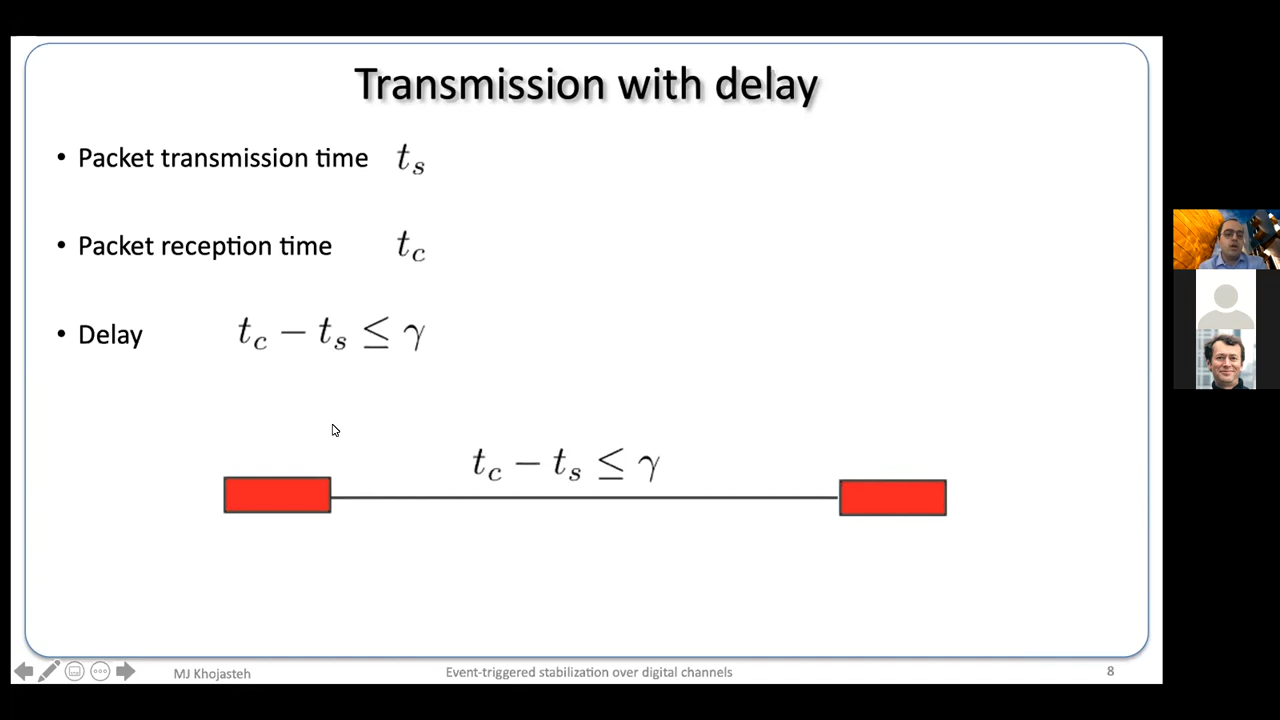 Transmission with delay
• Packet transmission time t_s
• Packet reception time t_c
• Delay t_c − t_s ≤ γ
t_c − t_s ≤ γ
MJ Khojasteh Event-triggered stabilization over digital channels 8